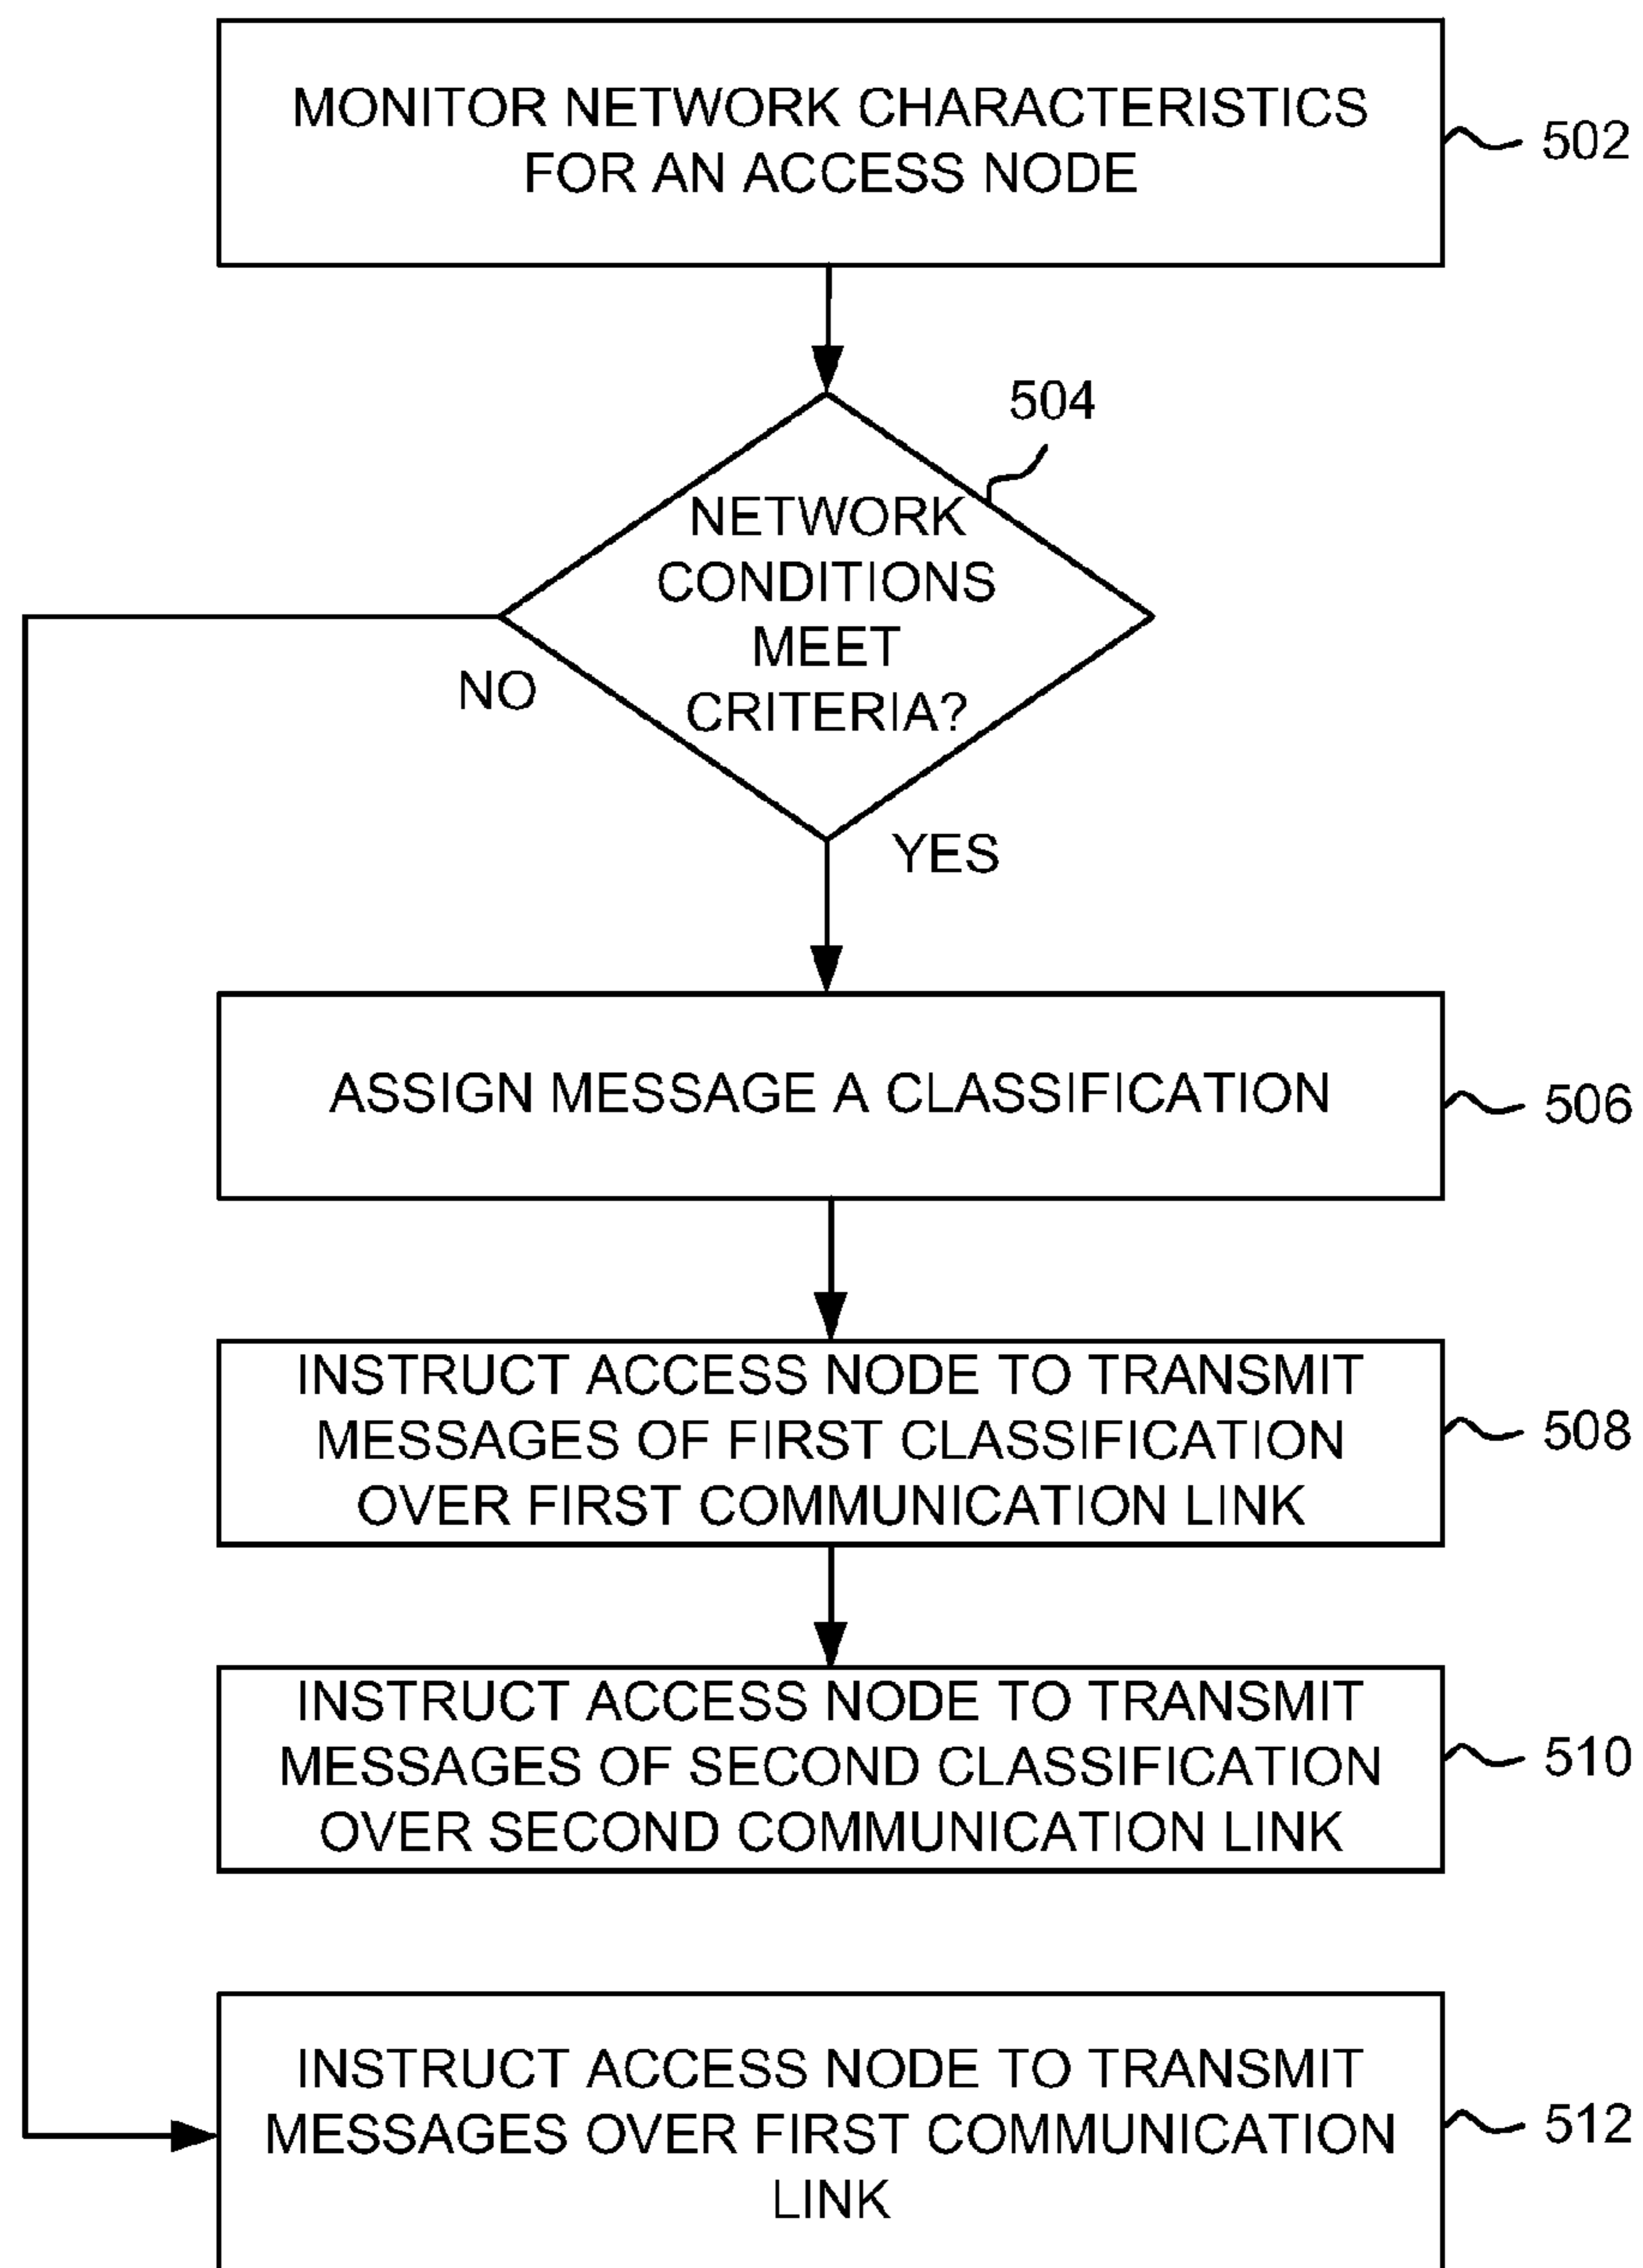 MONITOR NETWORK CHARACTERISTICS
FOR AN ACCESS NODE
502
504
NETWORK
CONDITIONS
MEET
CRITERIA?
NO
YES
ASSIGN MESSAGE A CLASSIFICATION
506
INSTRUCT ACCESS NODE TO TRANSMIT
MESSAGES OF FIRST CLASSIFICATION
OVER FIRST COMMUNICATION LINK
508
INSTRUCT ACCESS NODE TO TRANSMIT
MESSAGES OF SECOND CLASSIFICATION
OVER SECOND COMMUNICATION LINK
510
INSTRUCT ACCESS NODE TO TRANSMIT
MESSAGES OVER FIRST COMMUNICATION
LINK
512